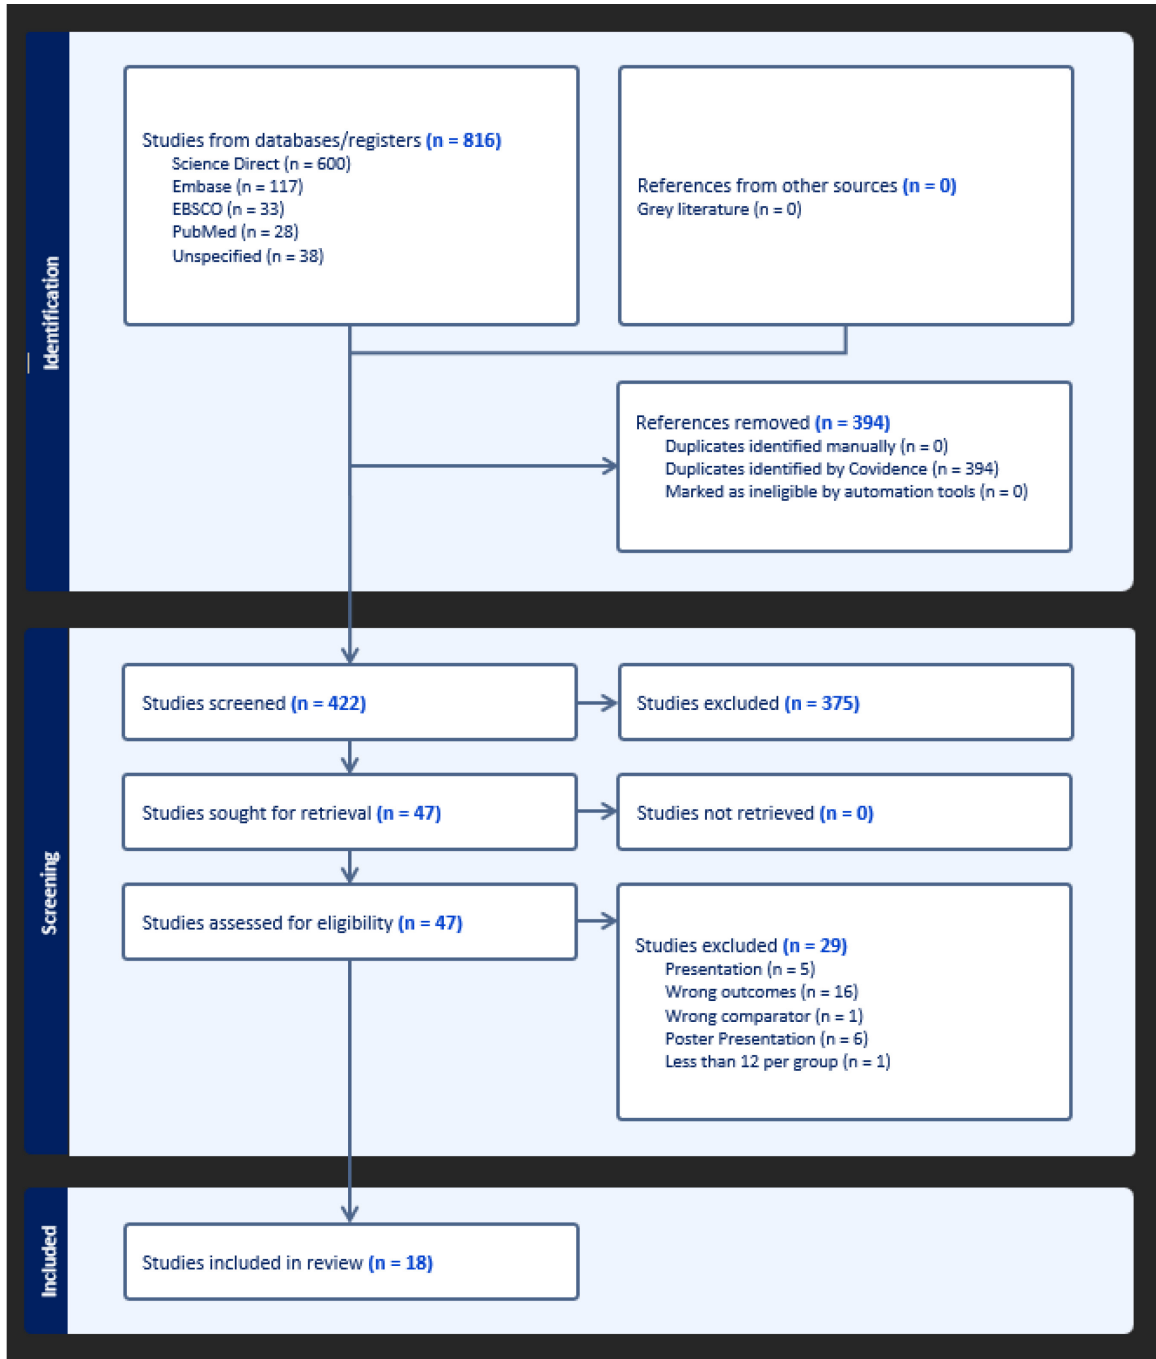 Identification
Studies from databases/registers (n = 816)
Science Direct (n = 600)
Embase (n = 117)
EBSCO (n = 33)
PubMed (n = 28)
Unspecified (n = 38)
References from other sources (n = 0)
Grey literature (n = 0)
References removed (n = 394)
Duplicates identified manually (n = 0)
Duplicates identified by Covidence (n = 394)
Marked as ineligible by automation tools (n = 0)
Screening
Studies screened (n = 422)
Studies excluded (n = 375)
Studies sought for retrieval (n = 47)
Studies not retrieved (n = 0)
Studies assessed for eligibility (n = 47)
Studies excluded (n = 29)
Presentation (n = 5)
Wrong outcomes (n = 16)
Wrong comparator (n = 1)
Poster Presentation (n = 6)
Less than 12 per group (n = 1)
Included
Studies included in review (n = 18)